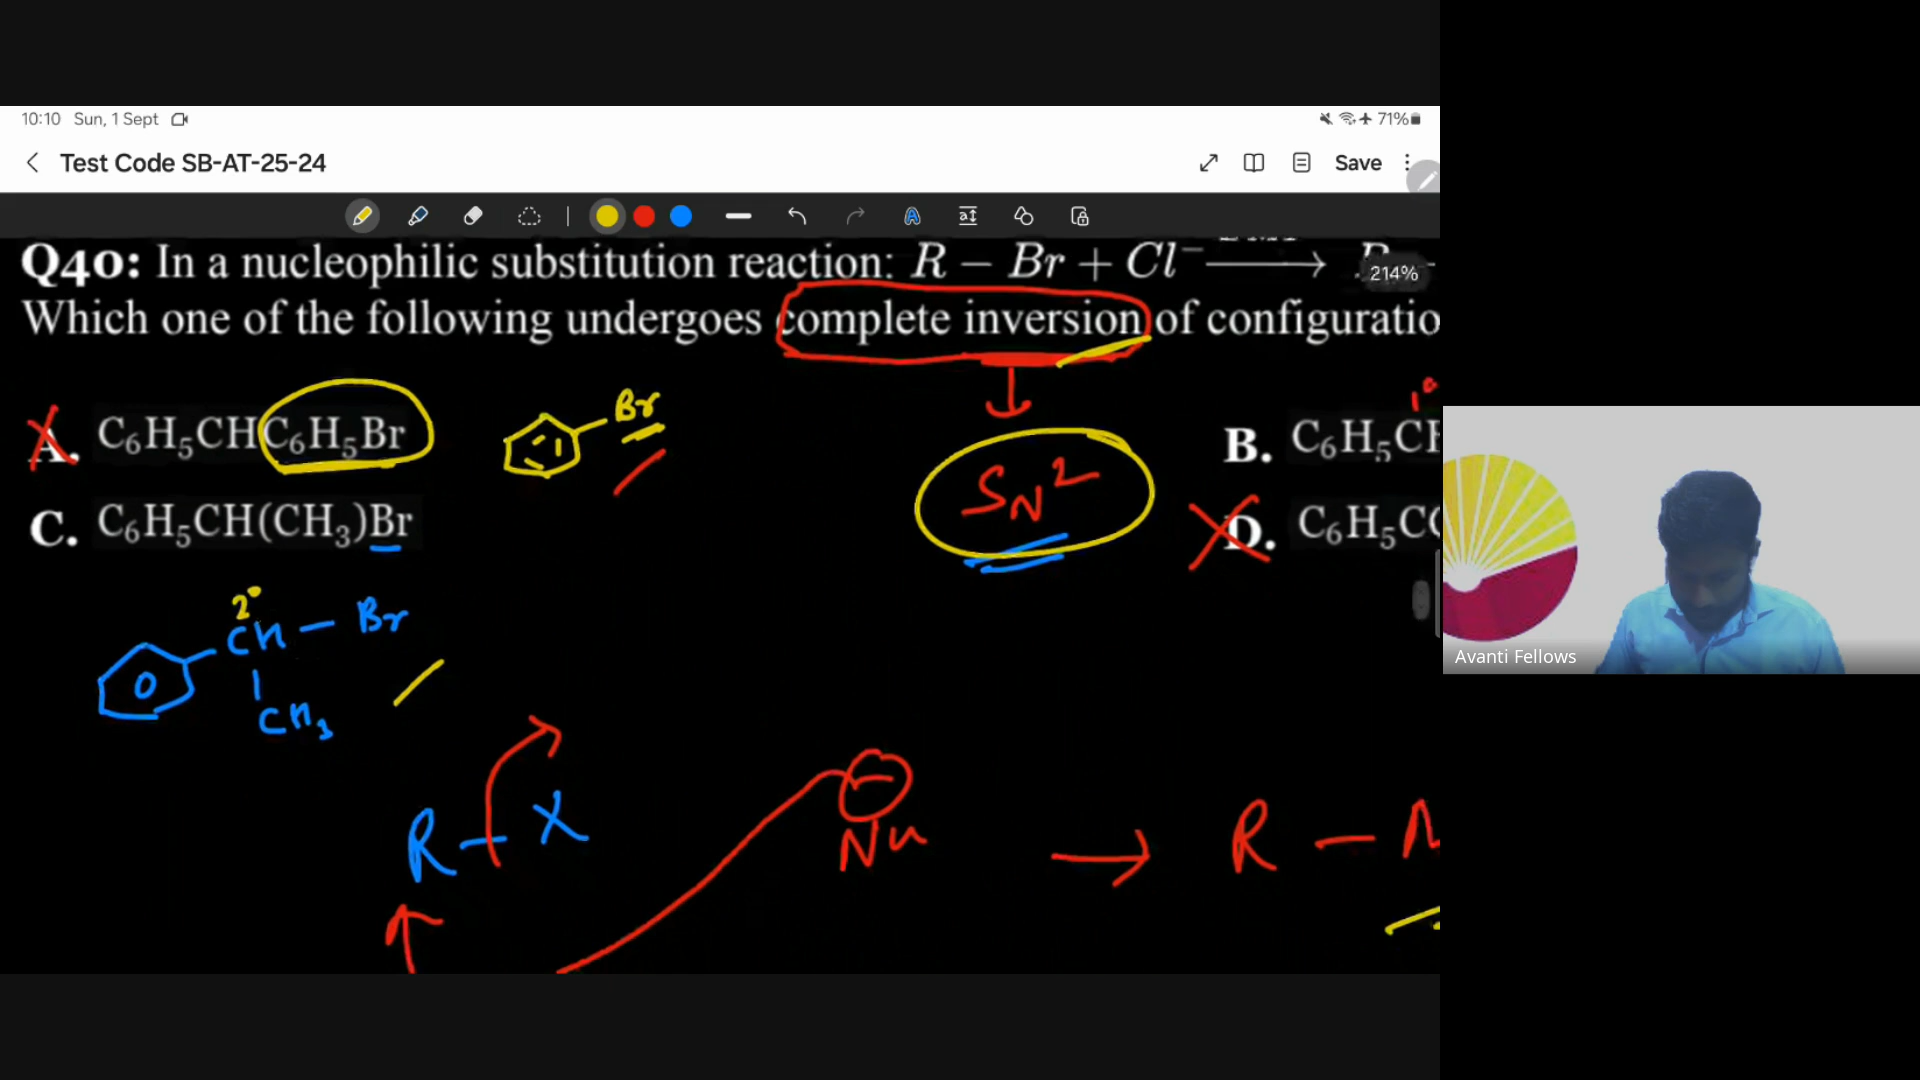 10:10 Sun, 1 Sept 71%
Test Code SB-AT-25-24 Save
Q40: In a nucleophilic substitution reaction: R − Br + Cl⁻ ⟶
214%
Which one of the following undergoes complete inversion of configuratio
A. C₆H₅CHC₆H₅Br
Br
B. C₆H₅C
1°
SN2
C. C₆H₅CH(CH₃)Br
D. C₆H₅C
2°
CH − Br
CH₃
R − X
Nu
⊖
→ R −
Avanti Fellows